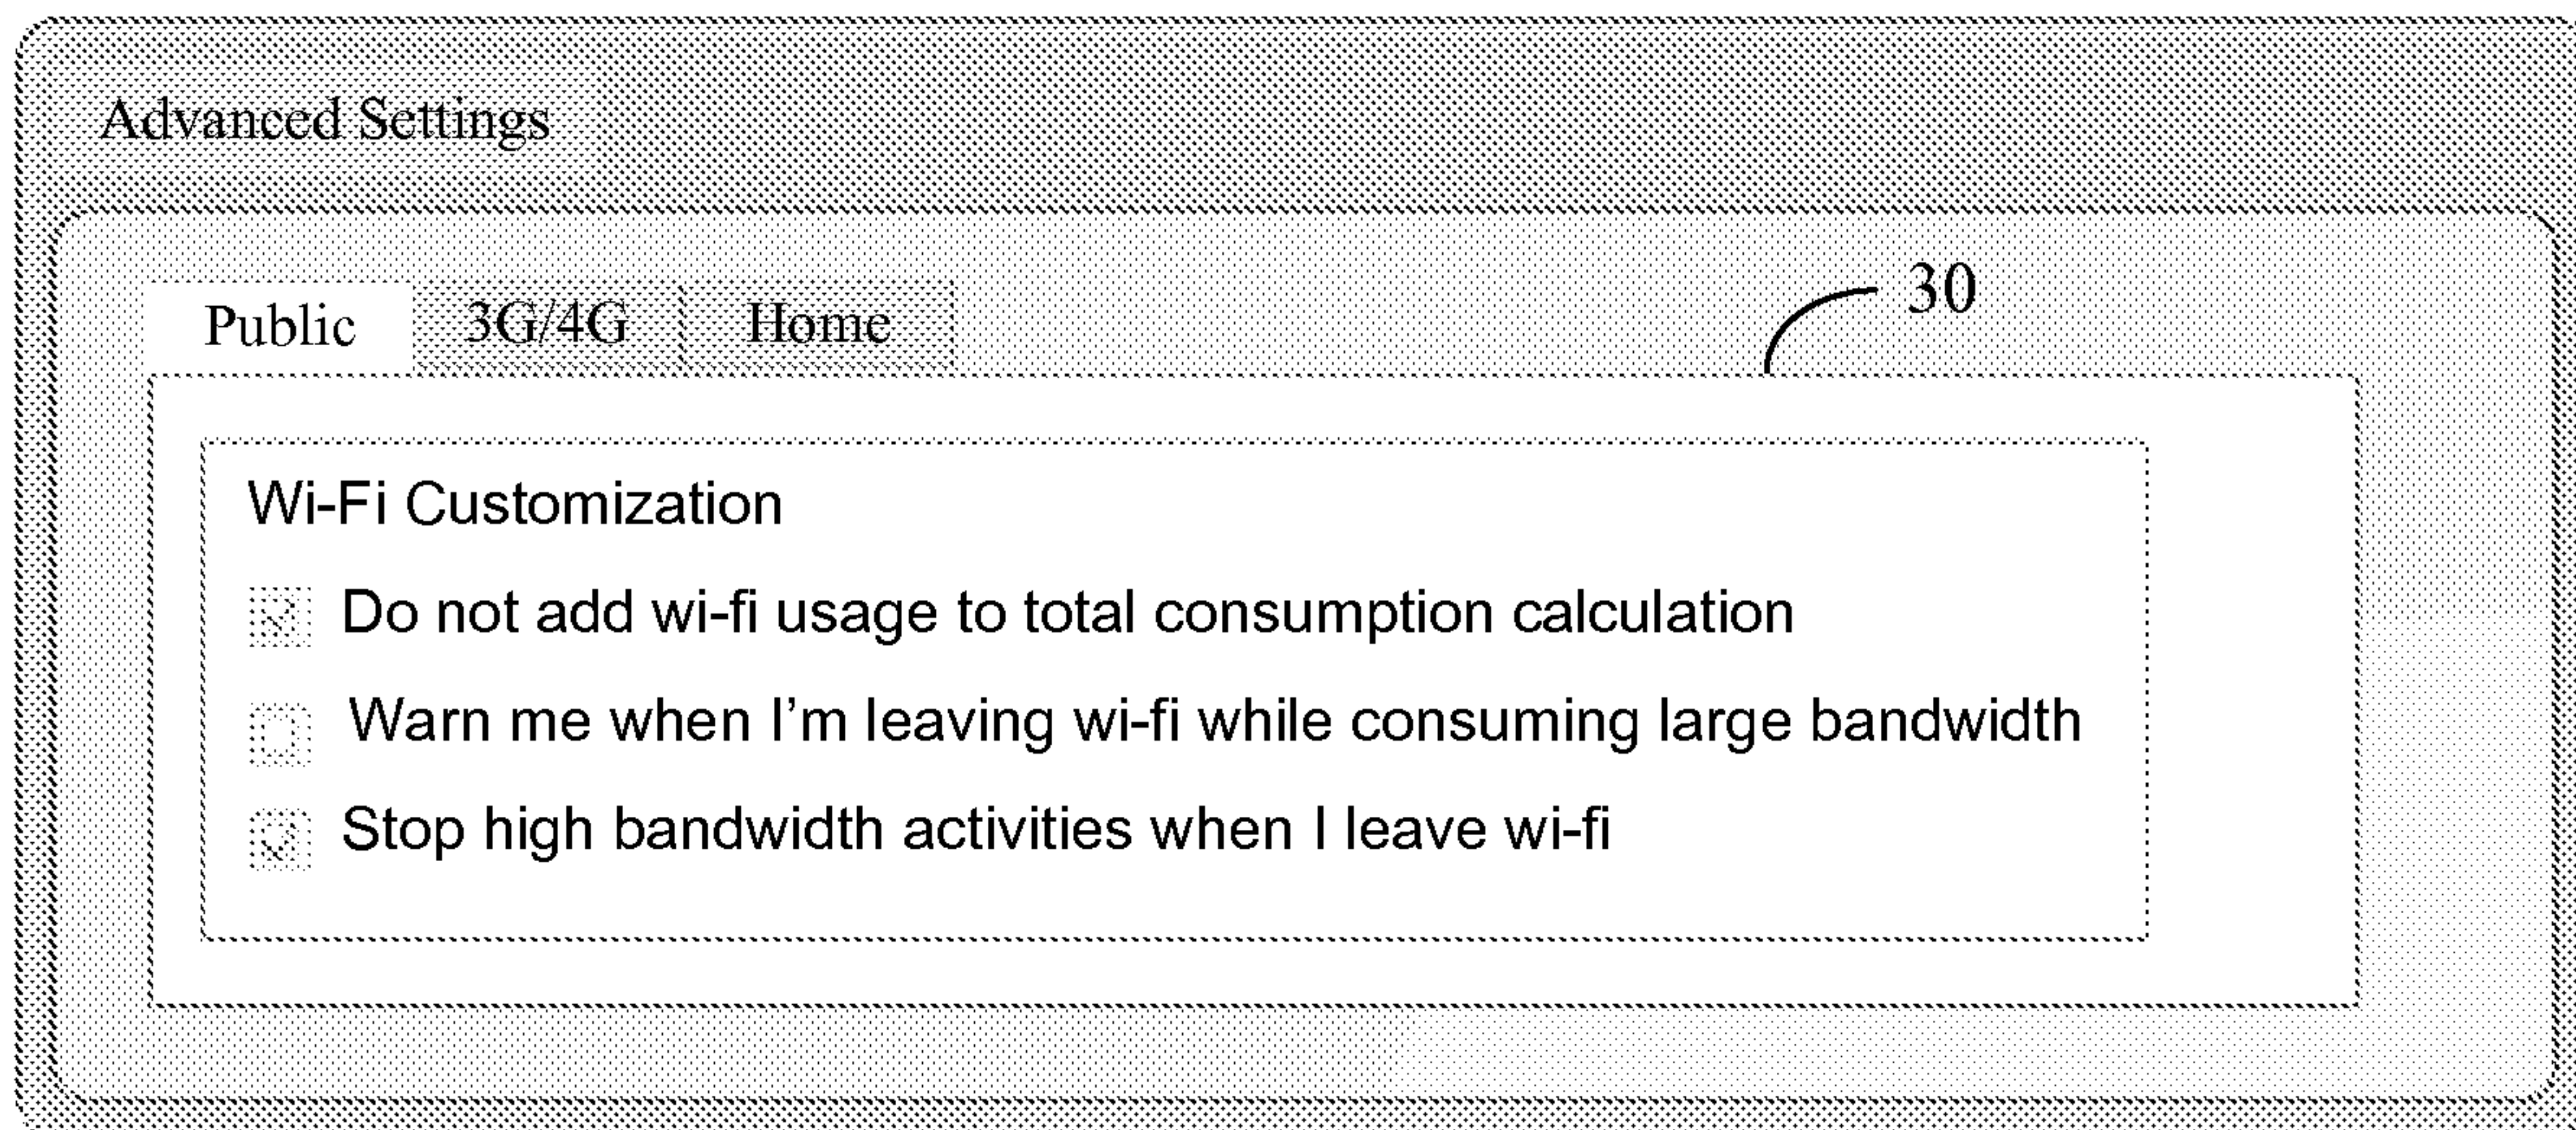 Advanced Settings
Public 3G/4G Home
30
Wi-Fi Customization
Do not add wi-fi usage to total consumption calculation
Warn me when I’m leaving wi-fi while consuming large bandwidth
Stop high bandwidth activities when I leave wi-fi